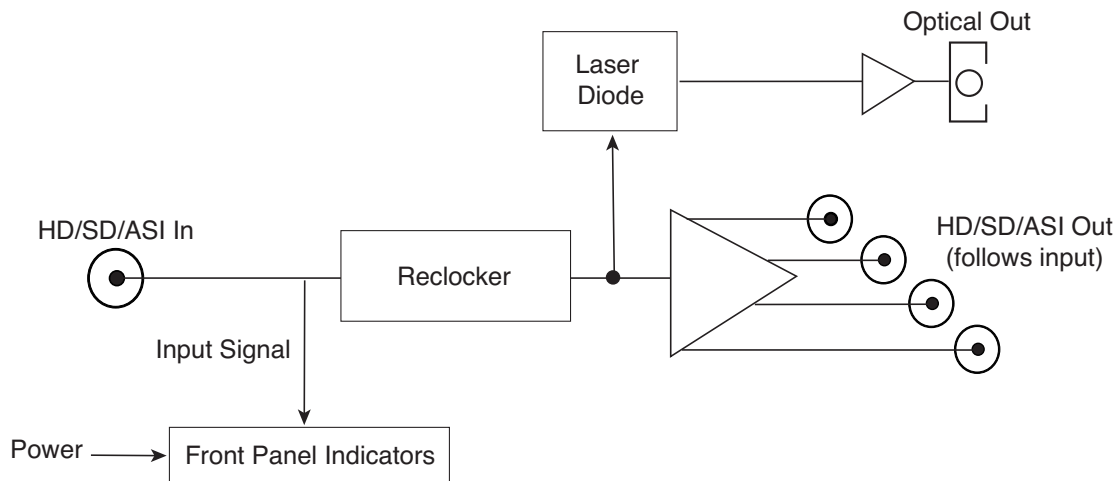 Optical Out
Laser
Diode
HD/SD/ASI In
HD/SD/ASI Out
(follows input)
Reclocker
Input Signal
Power
Front Panel Indicators